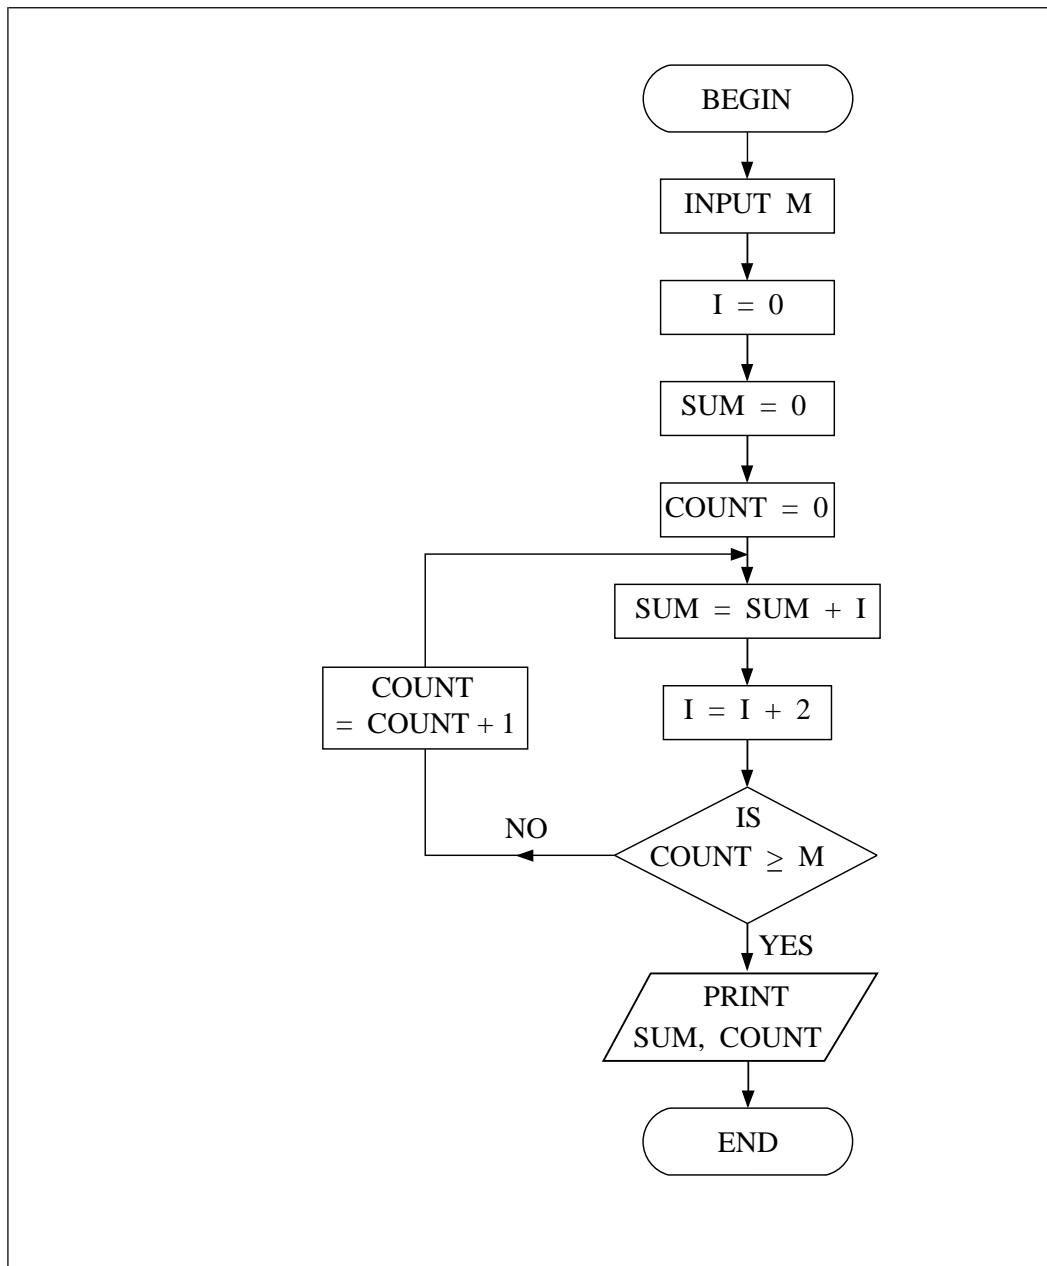 BEGIN
INPUT M
I = 0
SUM = 0
COUNT = 0
SUM = SUM + I
COUNT
= COUNT + 1
I = I + 2
NO
IS
COUNT ≥ M
YES
PRINT
SUM, COUNT
END